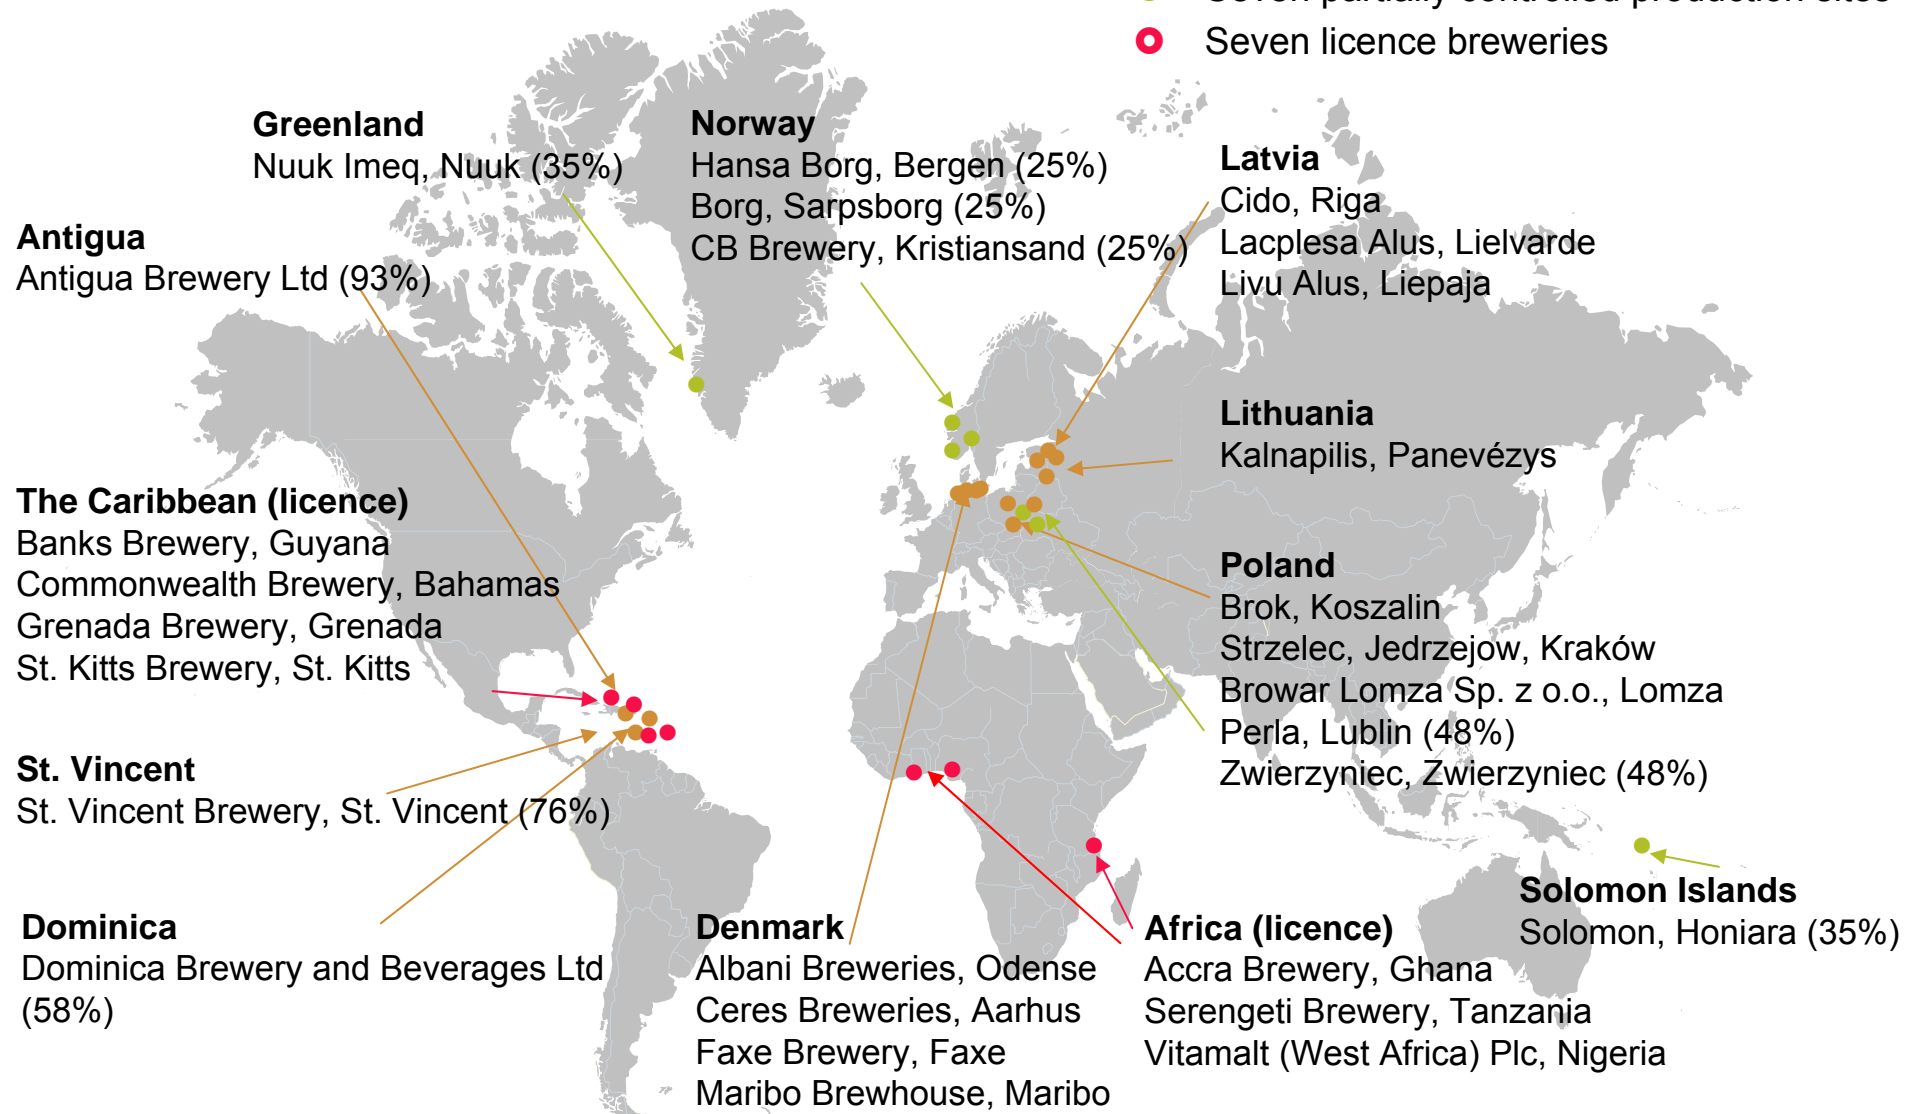 Seven partially controlled production sites
Seven licence breweries
Greenland
Nuuk Imeq, Nuuk (35%)
Norway
Hansa Borg, Bergen (25%)
Borg, Sarpsborg (25%)
CB Brewery, Kristiansand (25%)
Latvia
Cido, Riga
Lacplesa Alus, Lielvarde
Livu Alus, Liepaja
Antigua
Antigua Brewery Ltd (93%)
Lithuania
Kalnapilis, Panevézys
The Caribbean (licence)
Banks Brewery, Guyana
Commonwealth Brewery, Bahamas
Grenada Brewery, Grenada
St. Kitts Brewery, St. Kitts
Poland
Brok, Koszalin
Strzelec, Jedrzejow, Kraków
Browar Lomza Sp. z o.o., Lomza
Perla, Lublin (48%)
Zwierzyniec, Zwierzyniec (48%)
St. Vincent
St. Vincent Brewery, St. Vincent (76%)
Solomon Islands
Solomon, Honiara (35%)
Dominica
Dominica Brewery and Beverages Ltd
(58%)
Denmark
Albani Breweries, Odense
Ceres Breweries, Aarhus
Faxe Brewery, Faxe
Maribo Brewhouse, Maribo
Africa (licence)
Accra Brewery, Ghana
Serengeti Brewery, Tanzania
Vitamalt (West Africa) Plc, Nigeria